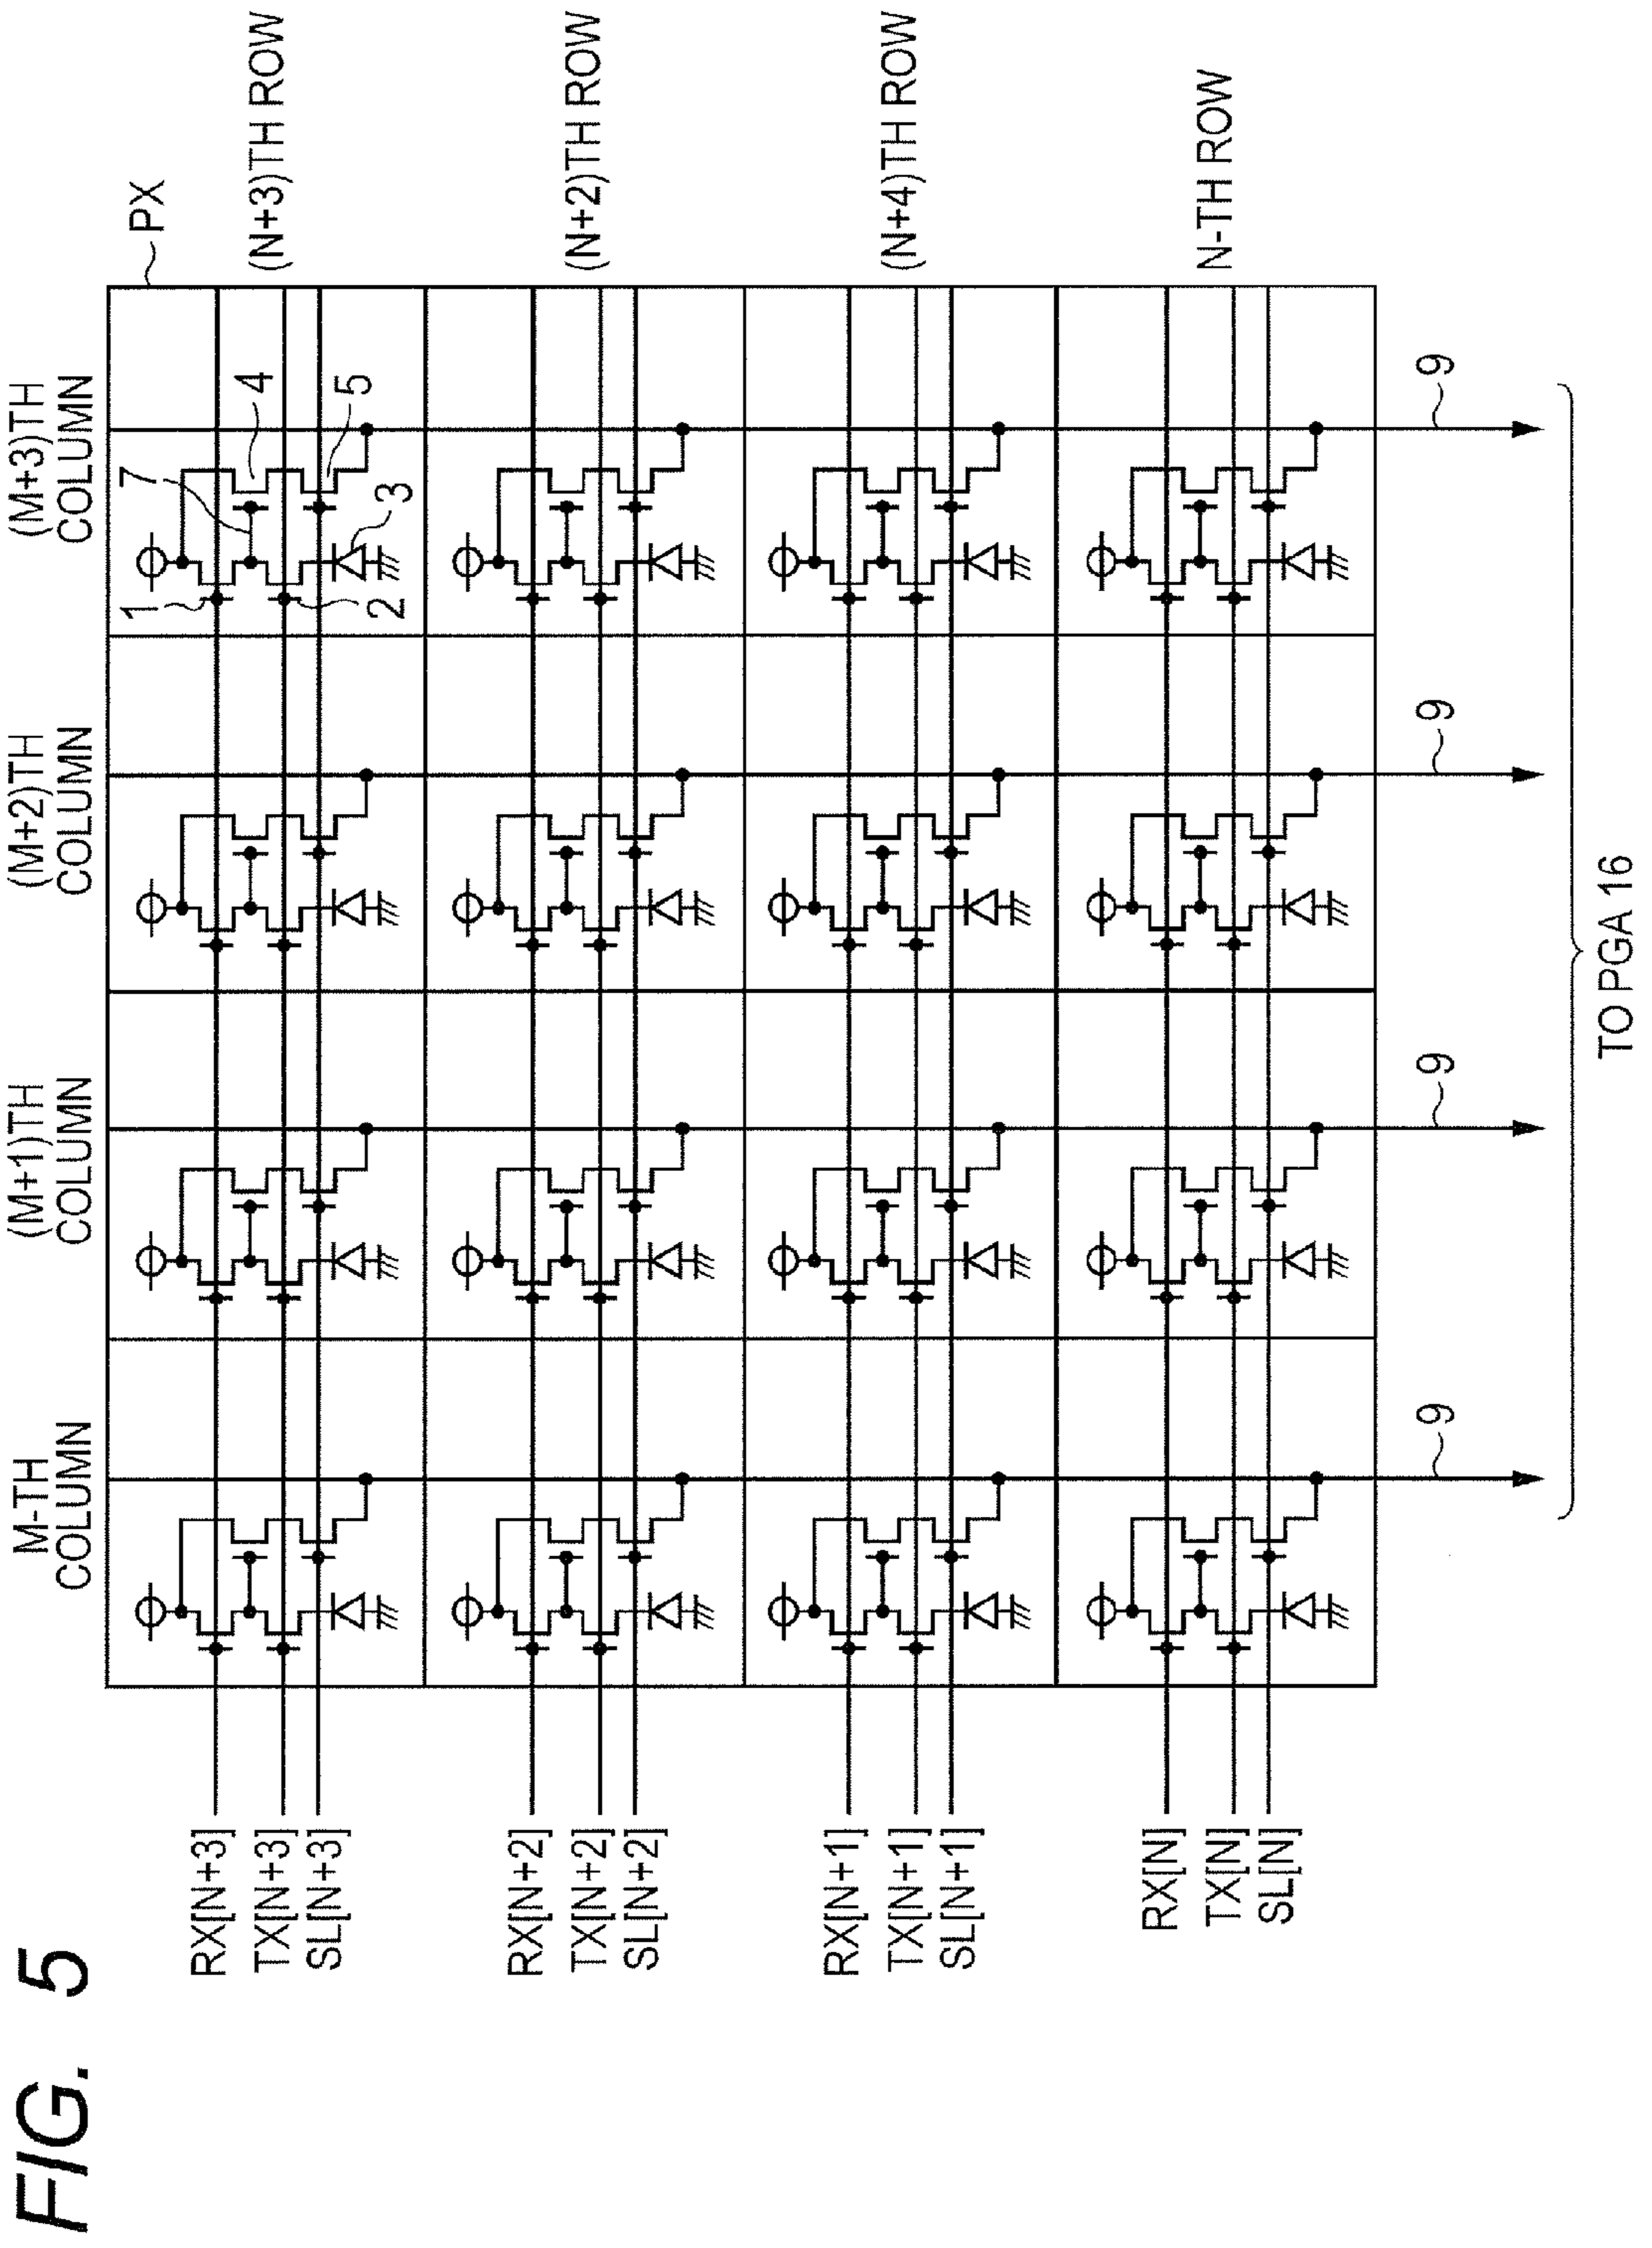 FIG. 5
M-TH
COLUMN
(M+1)TH
COLUMN
(M+2)TH
COLUMN
(M+3)TH
COLUMN
PX
RX[N+3]
TX[N+3]
SL[N+3]
1
7
4
2
3
5
(N+3)TH ROW
RX[N+2]
TX[N+2]
SL[N+2]
(N+2)TH ROW
RX[N+1]
TX[N+1]
SL[N+1]
(N+4)TH ROW
RX[N]
TX[N]
SL[N]
N-TH ROW
9
9
9
9
TO PGA 16